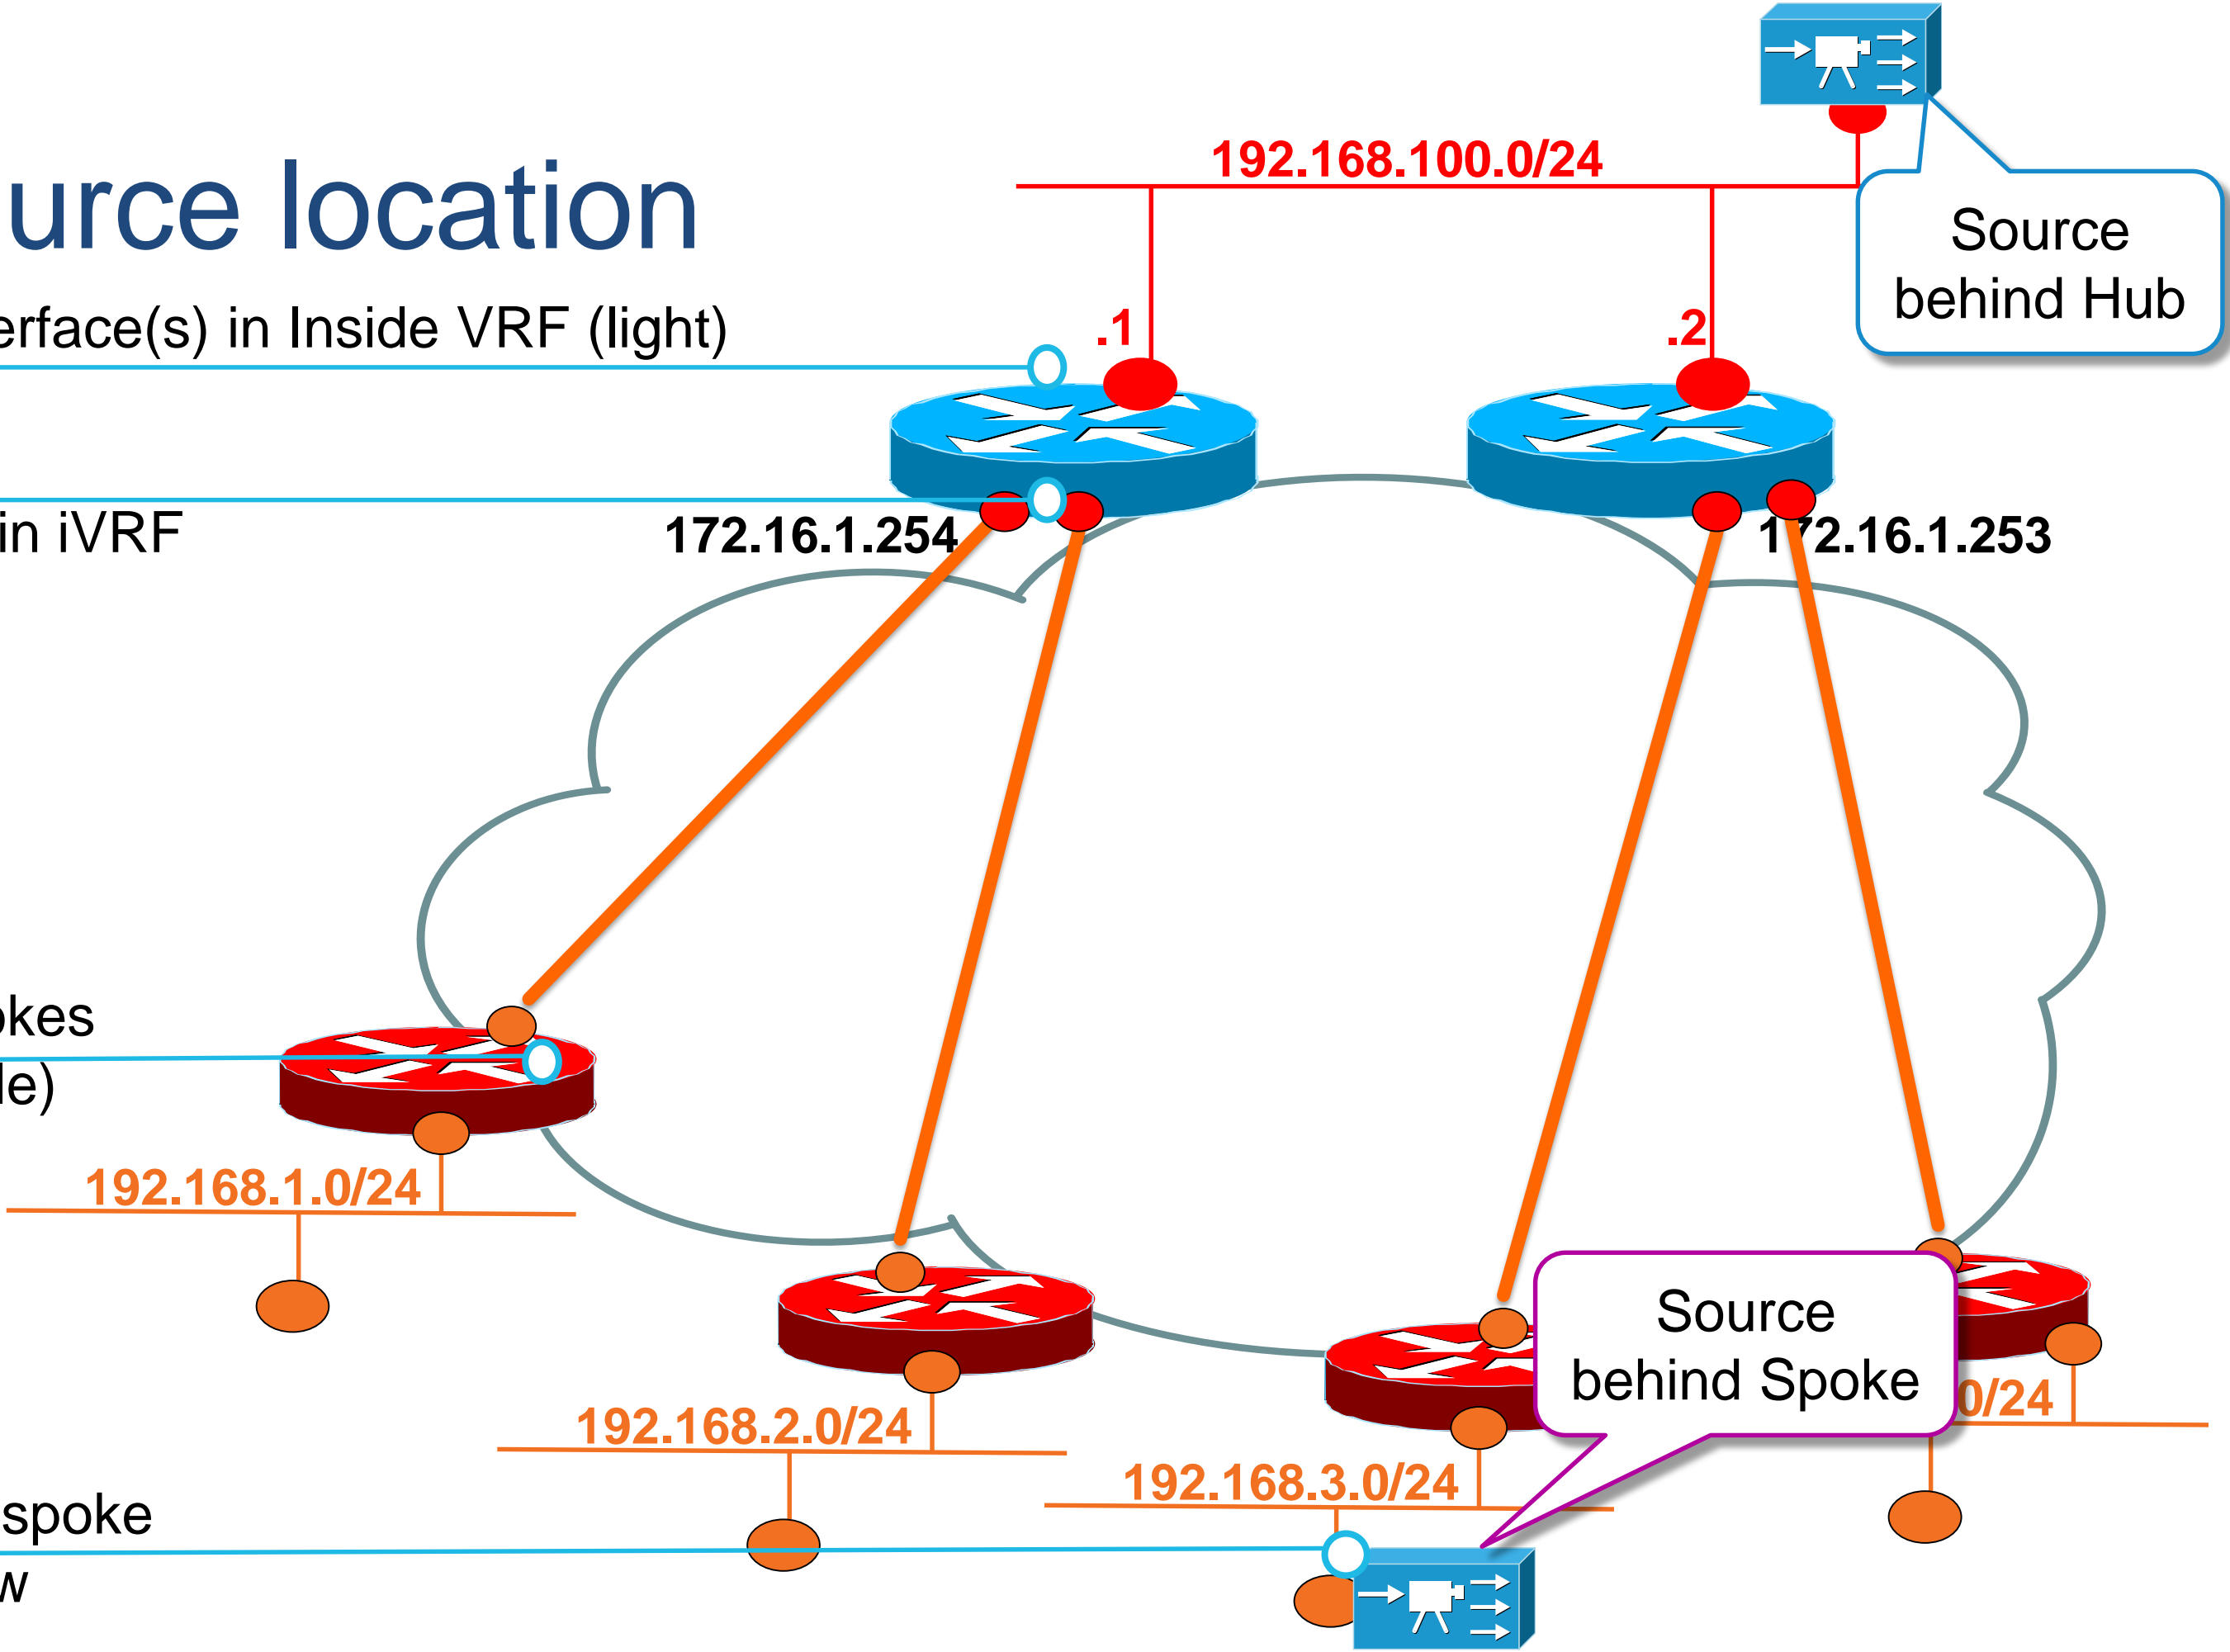 192.168.100.0/24
urce location
Source
behind Hub
erface(s) in Inside VRF (light)
.1
.2
in iVRF
172.16.1.254
172.16.1.253
okes
le)
192.168.1.0/24
Source
behind Spoke
0/24
192.168.2.0/24
192.168.3.0/24
spoke
w